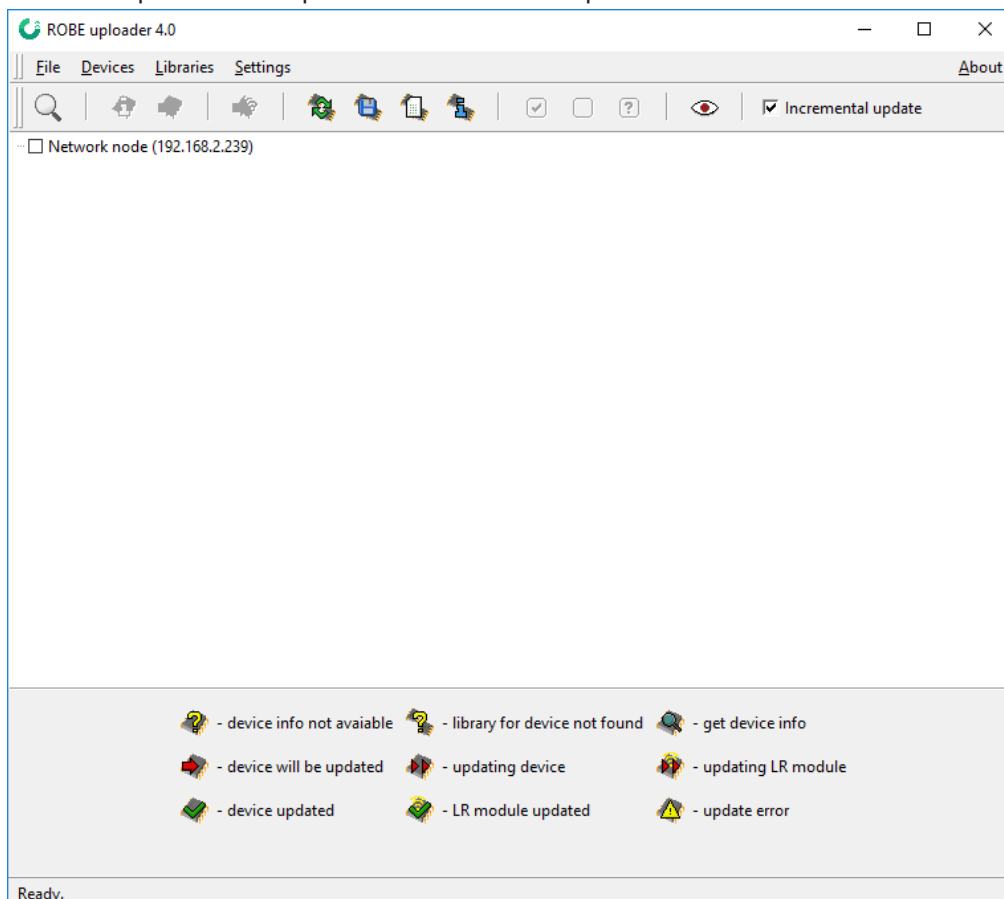 ROBE uploader 4.0
File Devices Libraries Settings About
Incremental update
Network node (192.168.2.239)
- device info not avaiable - library for device not found - get device info
- device will be updated - updating device - updating LR module
- device updated - LR module updated - update error
Ready.